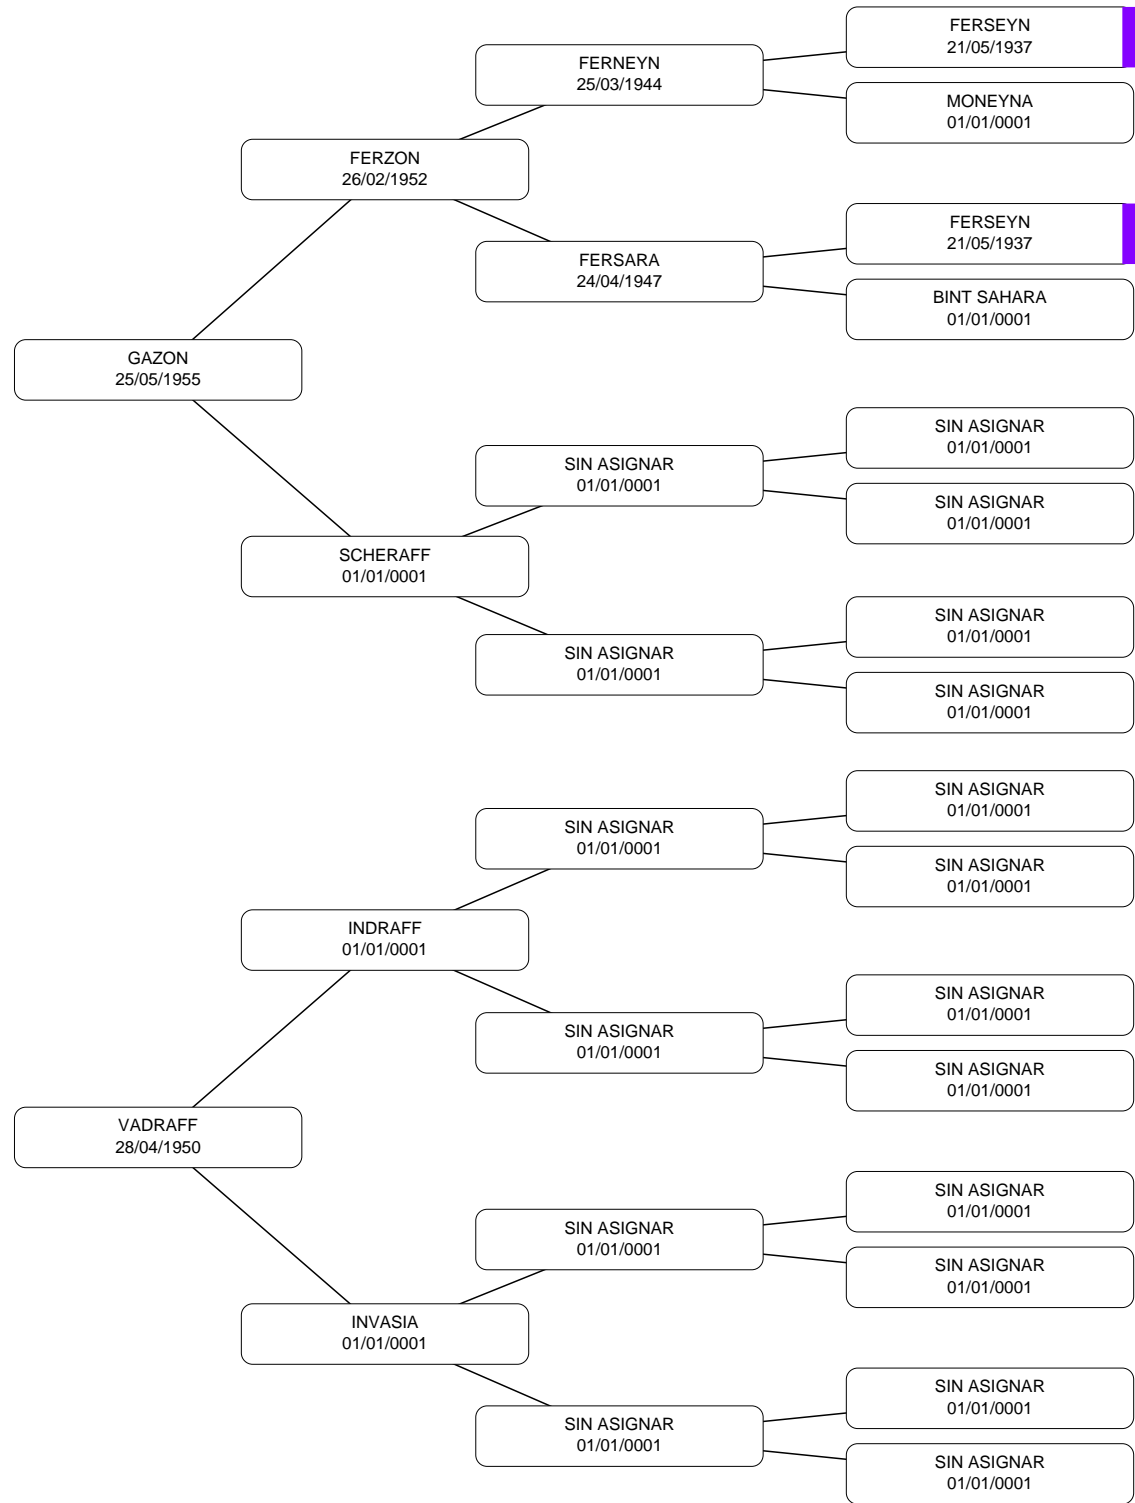 FERSEYN
21/05/1937
FERNEYN
25/03/1944
MONEYNA
01/01/0001
FERZON
26/02/1952
FERSEYN
21/05/1937
FERSARA
24/04/1947
BINT SAHARA
01/01/0001
GAZON
25/05/1955
SIN ASIGNAR
01/01/0001
SIN ASIGNAR
01/01/0001
SIN ASIGNAR
01/01/0001
SCHERAFF
01/01/0001
SIN ASIGNAR
01/01/0001
SIN ASIGNAR
01/01/0001
SIN ASIGNAR
01/01/0001
SIN ASIGNAR
01/01/0001
SIN ASIGNAR
01/01/0001
SIN ASIGNAR
01/01/0001
INDRAFF
01/01/0001
SIN ASIGNAR
01/01/0001
SIN ASIGNAR
01/01/0001
SIN ASIGNAR
01/01/0001
VADRAFF
28/04/1950
SIN ASIGNAR
01/01/0001
SIN ASIGNAR
01/01/0001
SIN ASIGNAR
01/01/0001
INVASIA
01/01/0001
SIN ASIGNAR
01/01/0001
SIN ASIGNAR
01/01/0001
SIN ASIGNAR
01/01/0001